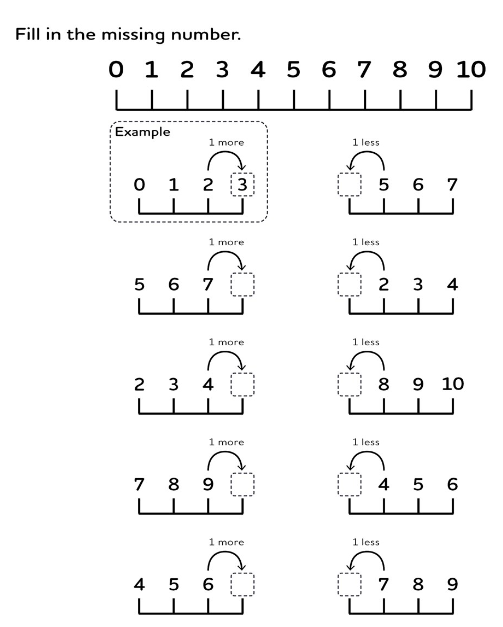 Fill in the missing number.
0 1 2 3 4 5 6 7 8 9 10
Example
1 more
0 1 2 3
1 less
5 6 7
1 more
5 6 7
1 less
2 3 4
1 more
2 3 4
1 less
8 9 10
1 more
7 8 9
1 less
4 5 6
1 more
4 5 6
1 less
7 8 9